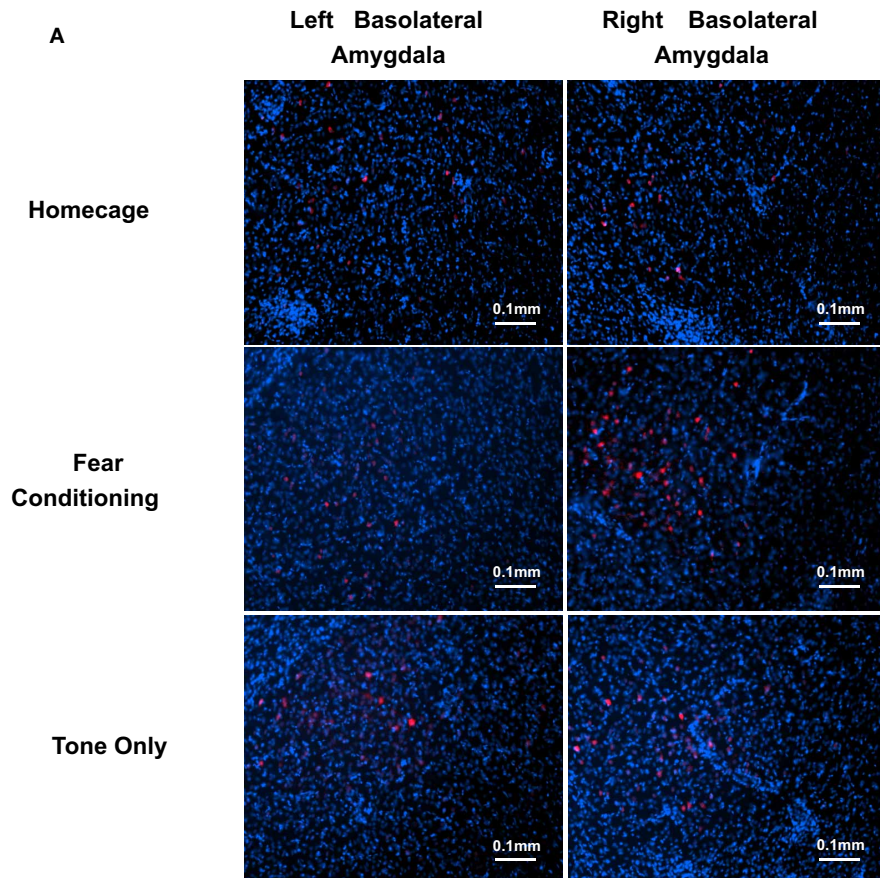 A
Left Basolateral
Amygdala
Right Basolateral
Amygdala
Homecage
0.1mm
0.1mm
Fear
Conditioning
0.1mm
0.1mm
Tone Only
0.1mm
0.1mm